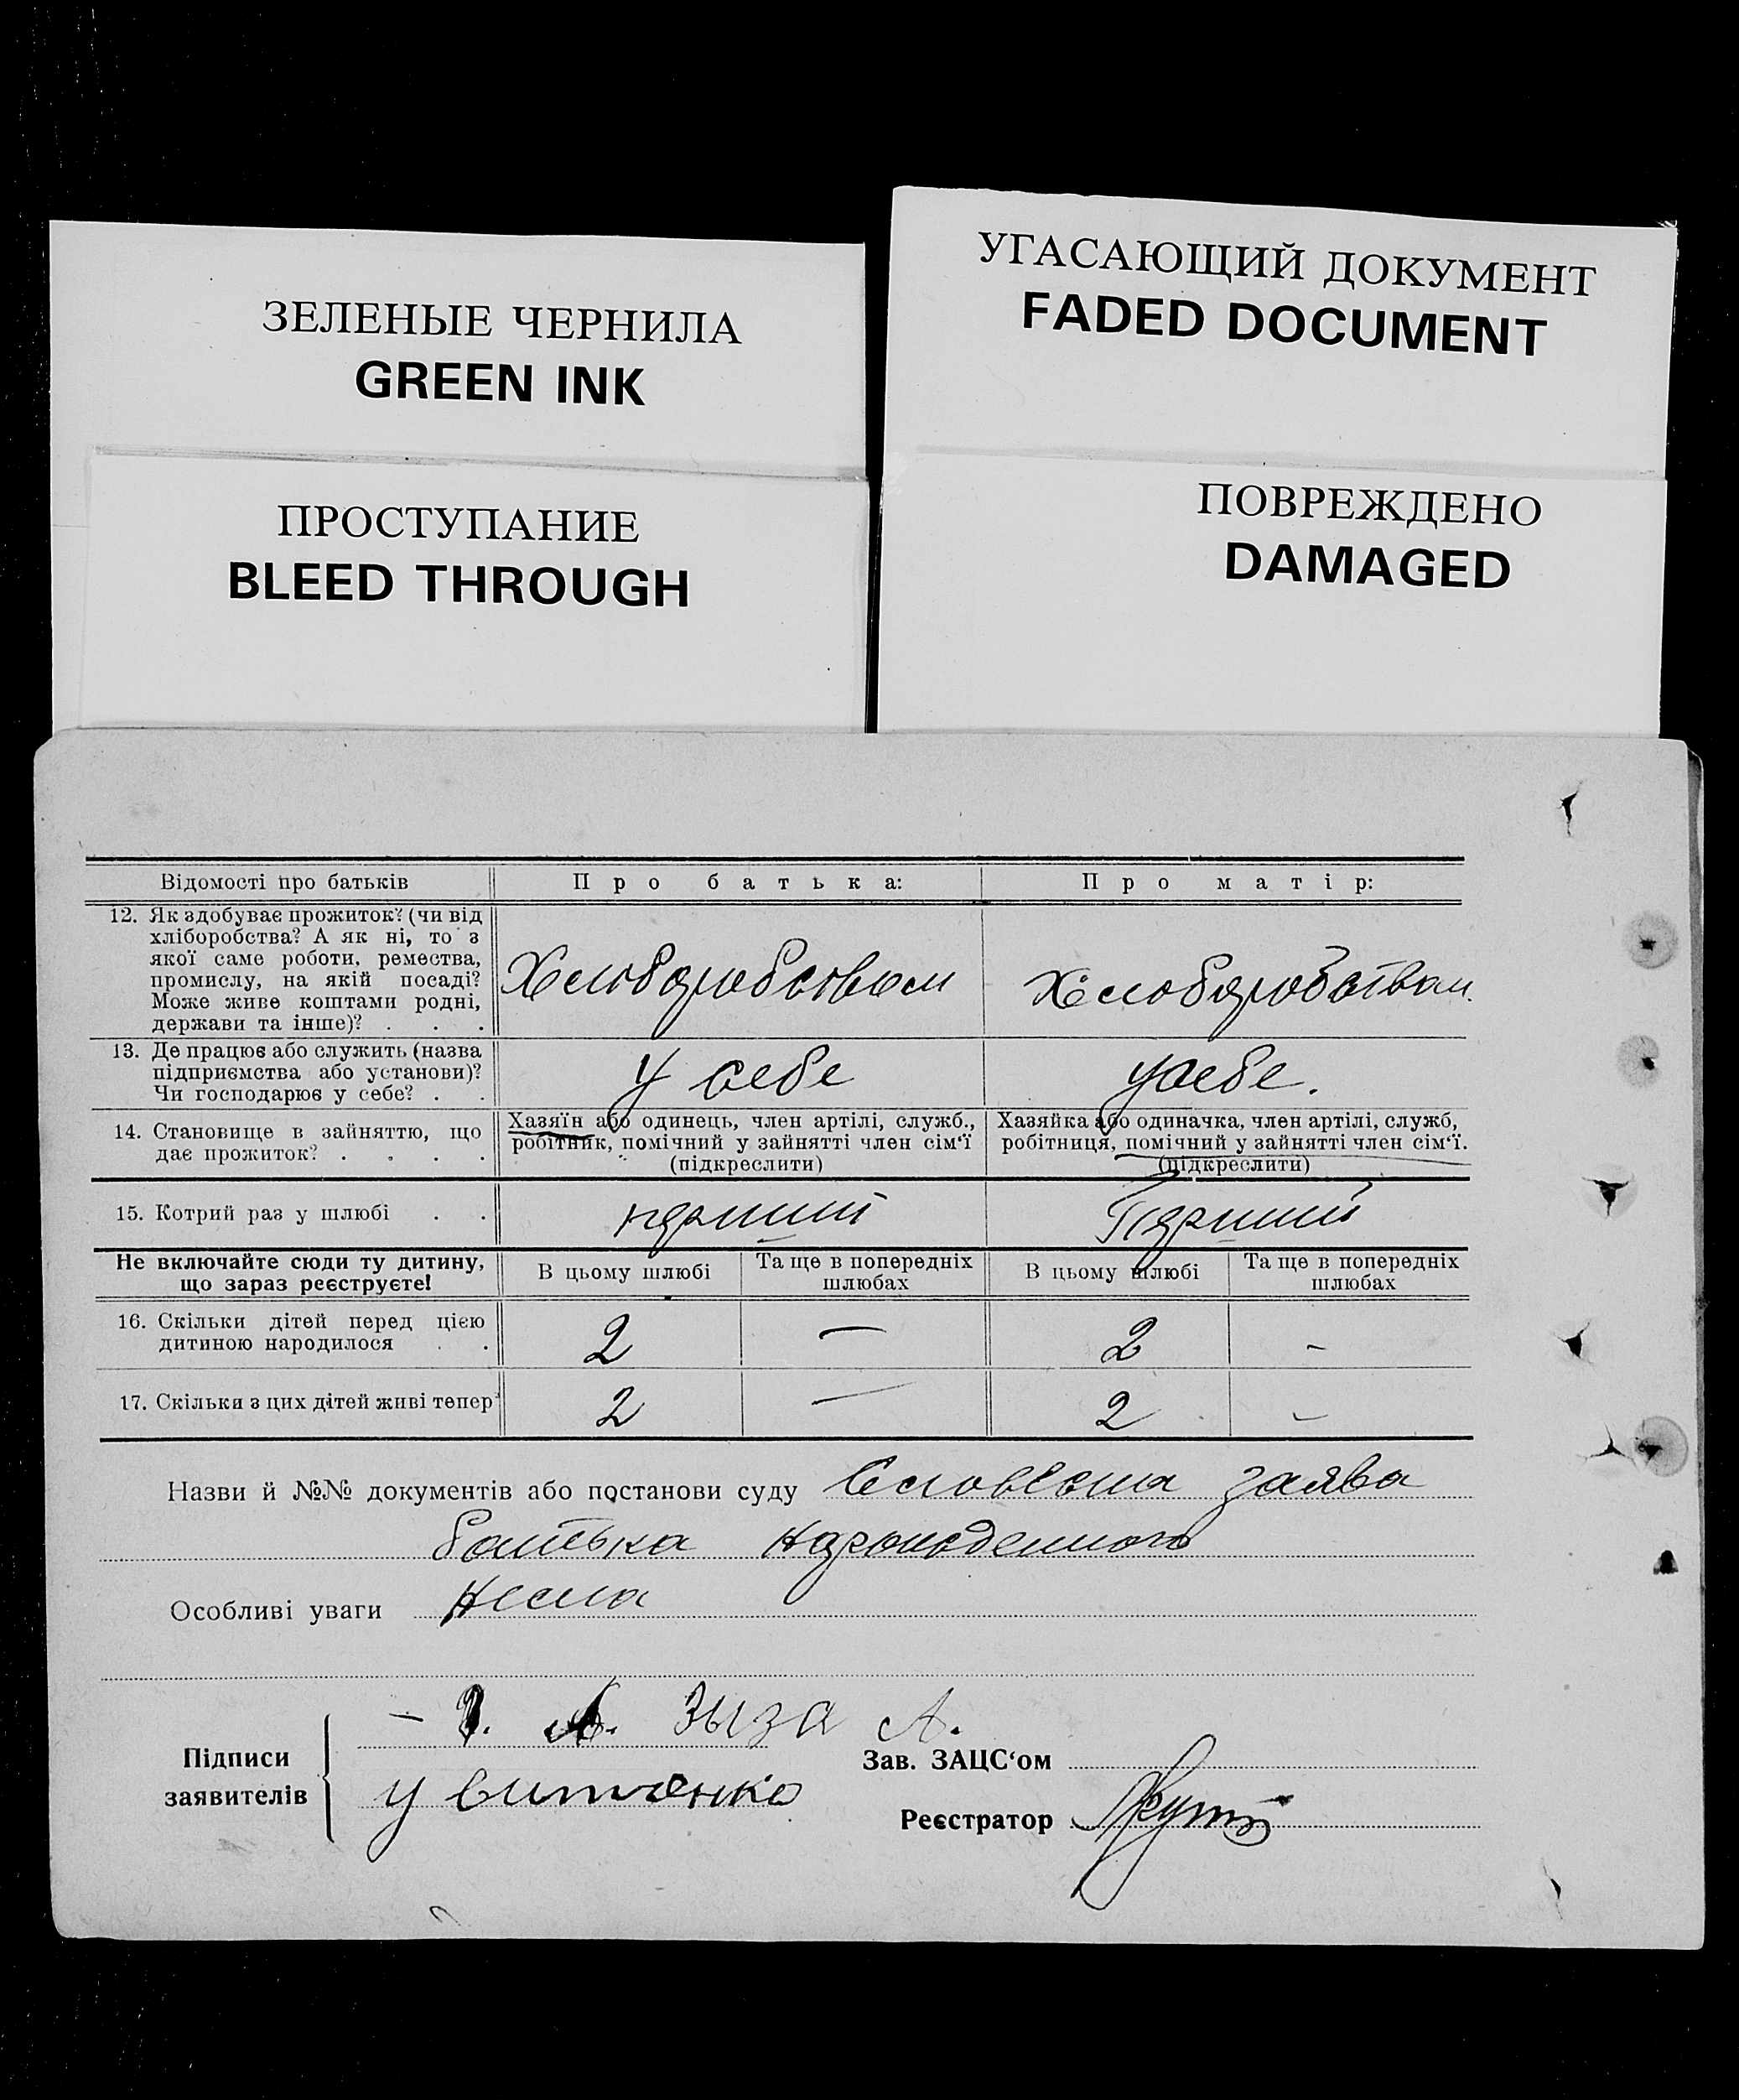 ЗЕЛЕНЫЕ ЧЕРНИЛА
GREEN INK
ПРОСТУПАНИЕ
BLEED THROUGH
УГАСАЮЩИЙ ДОКУМЕНТ
FADED DOCUMENT
ПОВРЕЖДЕНО
DAMAGED
Відомості про батьків
Про батька:
Про матір:
12. Як здобуває прожиток? (чи від
хліборобства? А як ні, то з
якої саме роботи, ремества,
промислу, на якій посаді?
Може живе коштами родні,
держави та інше)? . . .
Хліборобством
Хліборобством.
13. Де працює або служить (назва
підприємства або установи)?
Чи господарює у себе? . .
У себе
у себе.
14. Становище в зайняттю, що
дає прожиток? . . . .
Хазяїн або одинець, член артілі, служб.,
робітник, помічний у зайнятті член сім‘ї
(підкреслити)
Хазяйка або одиначка, член артілі, служб,
робітниця, помічний у зайнятті член сім‘ї.
(підкреслити)
15. Котрий раз у шлюбі . .
перший
Перший
Не включайте сюди ту дитину,
що зараз реєструєте!
В цьому шлюбі
Та ще в попередніх
шлюбах
В цьому шлюбі
Та ще в попередніх
шлюбах
16. Скільки дітей перед цією
дитиною народилося . .
2 — 2 -
17. Скільки з цих дітей живі тепер
2 — 2 -
Назви й №№ документів або постанови суду Словесна заява
батька народженого
Особливі уваги Нема
Підписи
заявителів
Зыза А.
Зав. ЗАЦС‘ом
Реєстратор